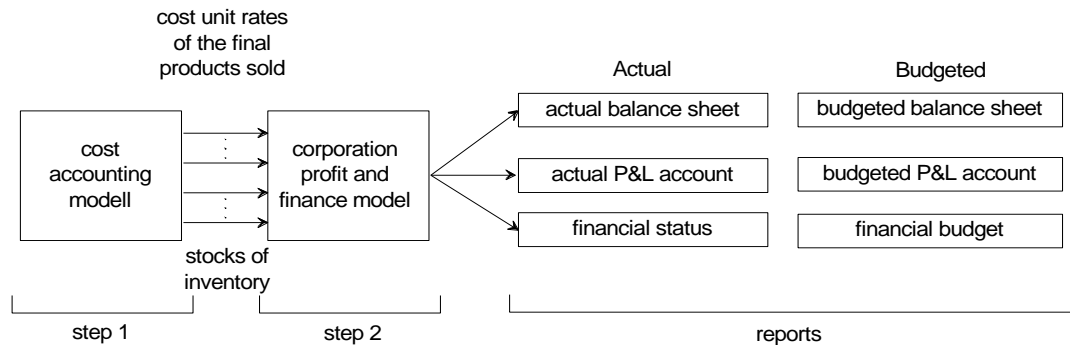 cost unit rates
of the final
products sold
Actual
Budgeted
cost
accounting
modell
corporation
profit and
finance model
actual balance sheet
budgeted balance sheet
actual P&L account
budgeted P&L account
financial status
financial budget
stocks of
inventory
step 1
step 2
reports